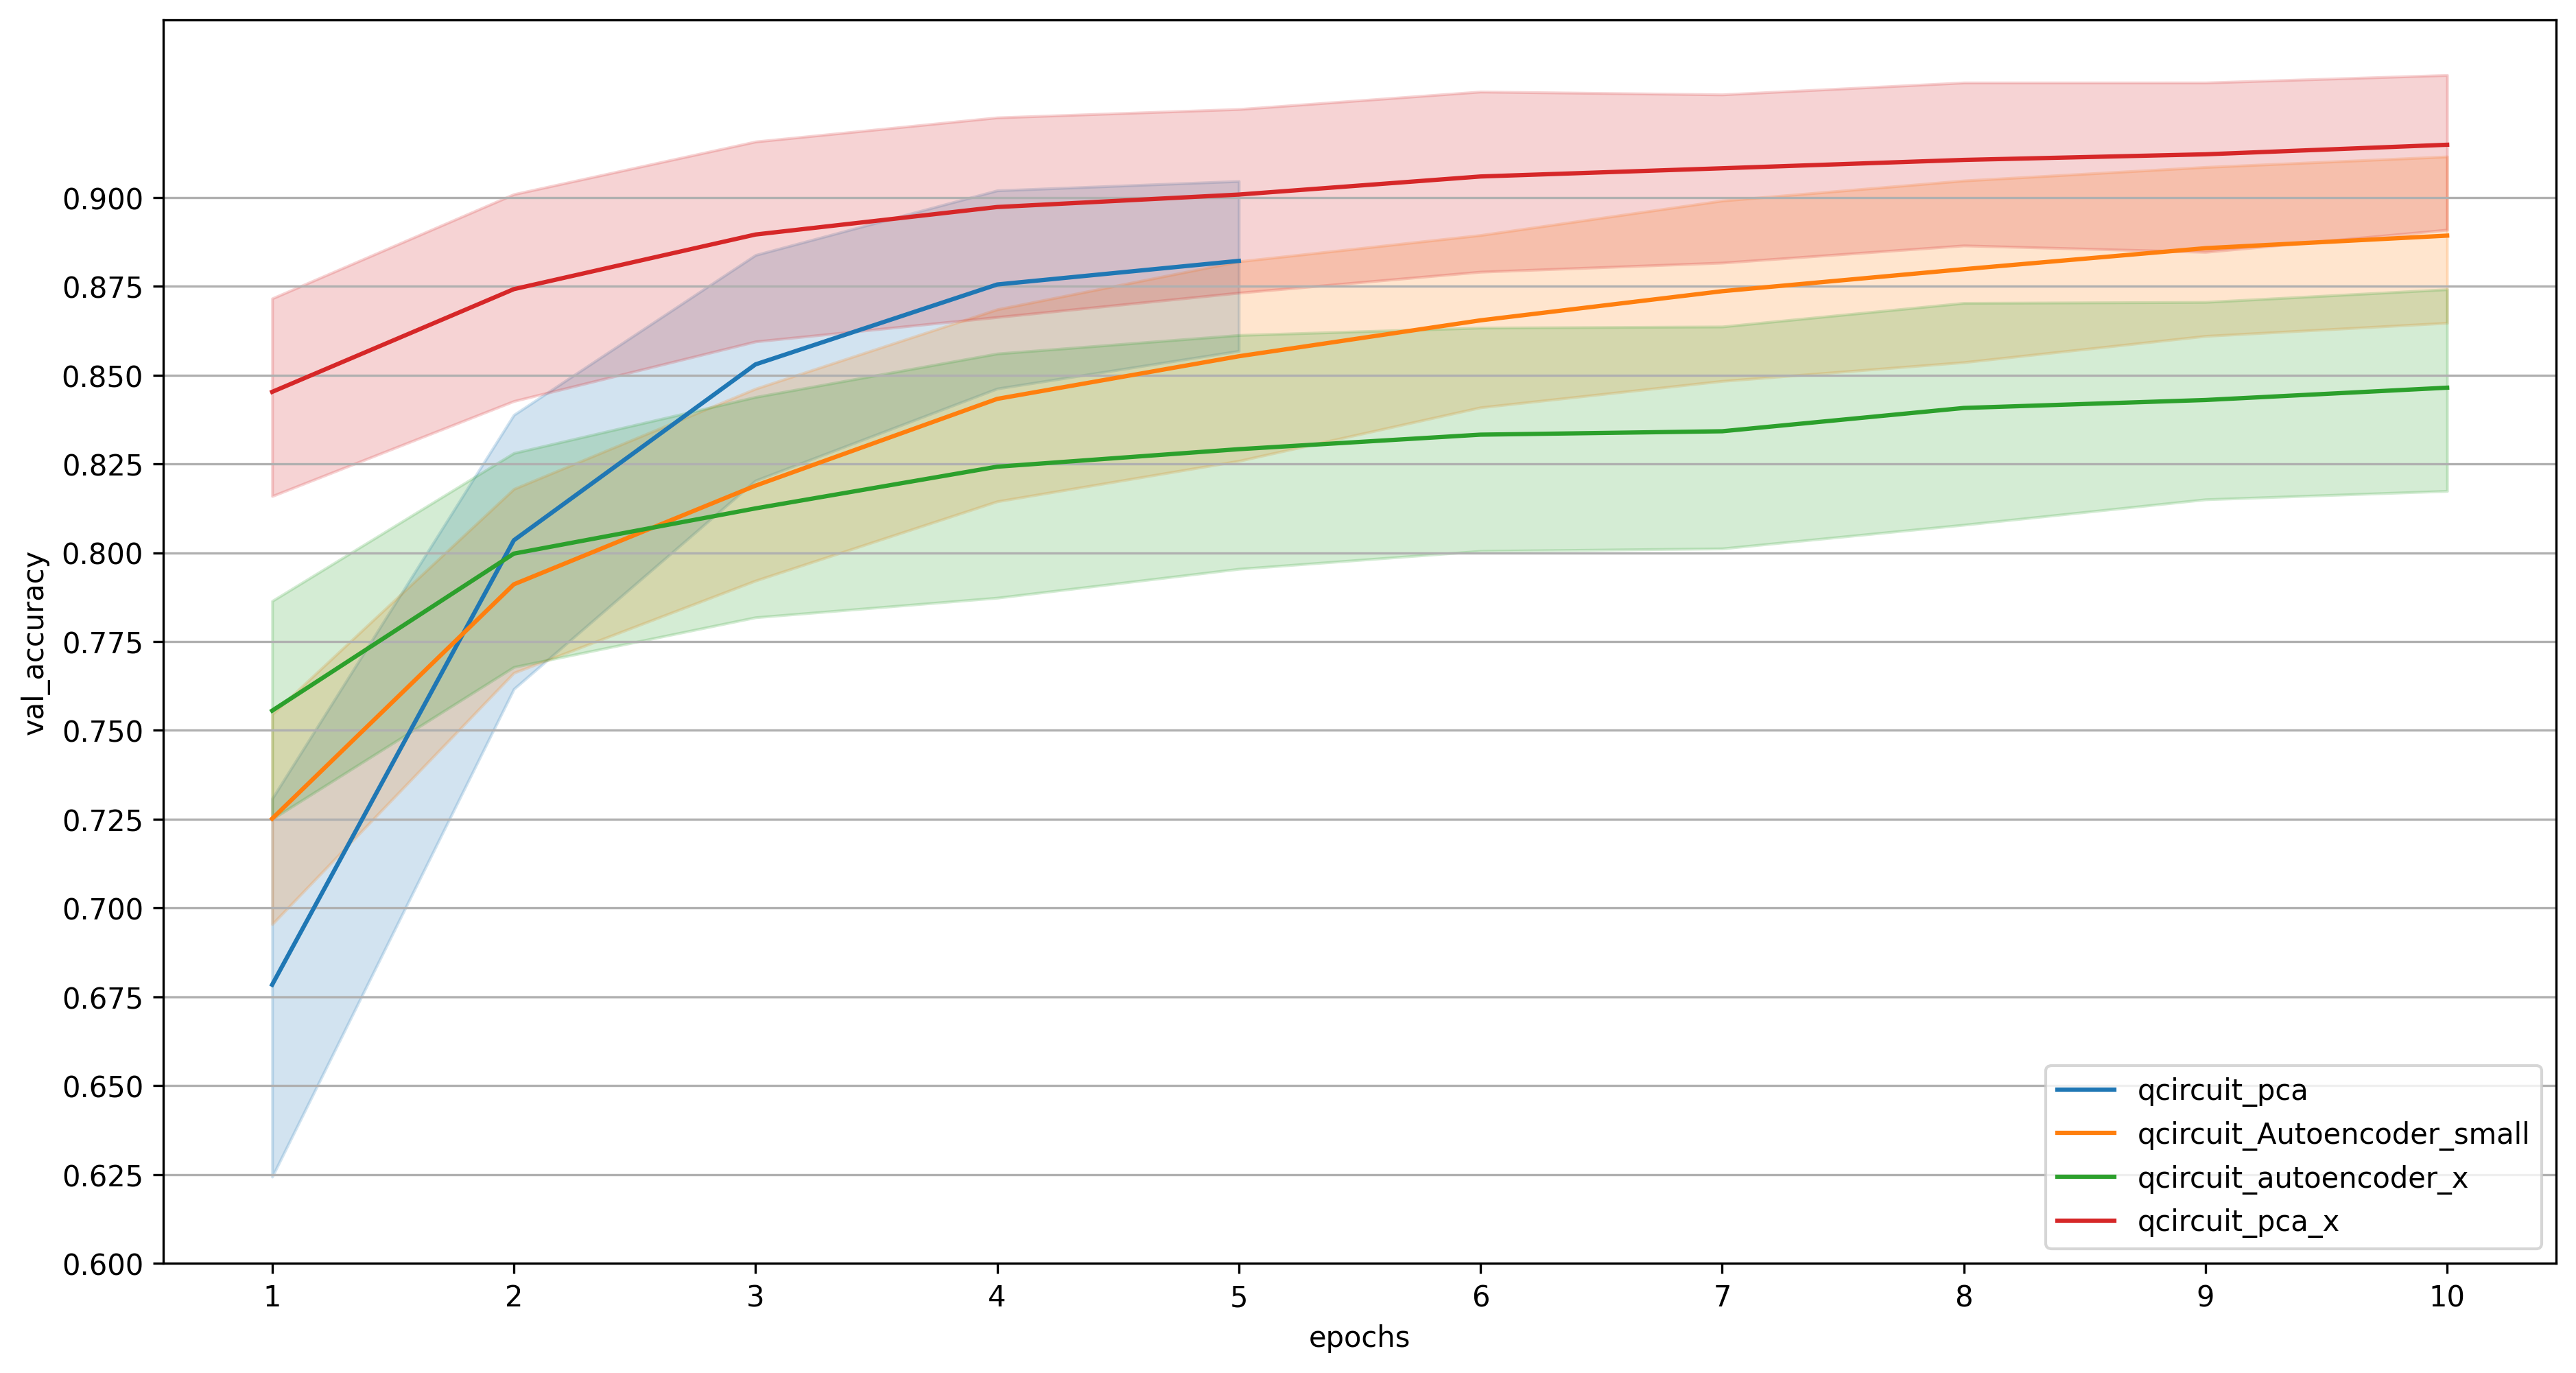 0.900
0.875
0.850
0.825
0.800
0.775
0.750
0.725
0.700
0.675
0.650
0.625
0.600
val_accuracy
1 2 3 4 5 6 7 8 9 10
epochs
qcircuit_pca
qcircuit_Autoencoder_small
qcircuit_autoencoder_x
qcircuit_pca_x